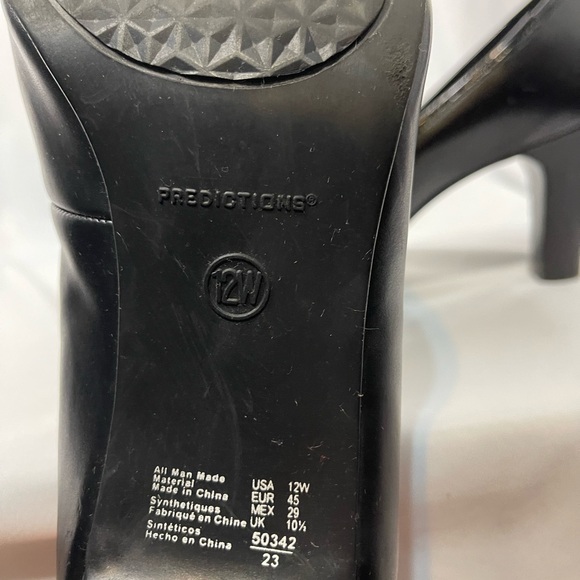 PREDICTIONS®
12W
All Man Made
Material
Made in China
Synthetiques
Fabriqué en Chine
Sintéticos
Hecho en China
USA 12W
EUR 45
MEX 29
UK 10½
50342
23